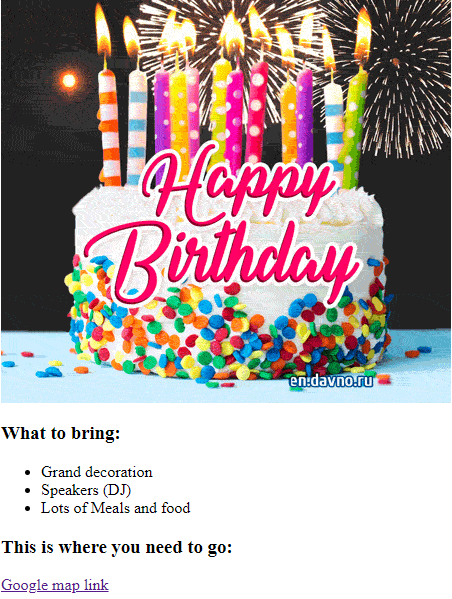 Happy
Birthday
en.davno.ru
What to bring:
Grand decoration
Speakers (DJ)
Lots of Meals and food
This is where you need to go:
Google map link